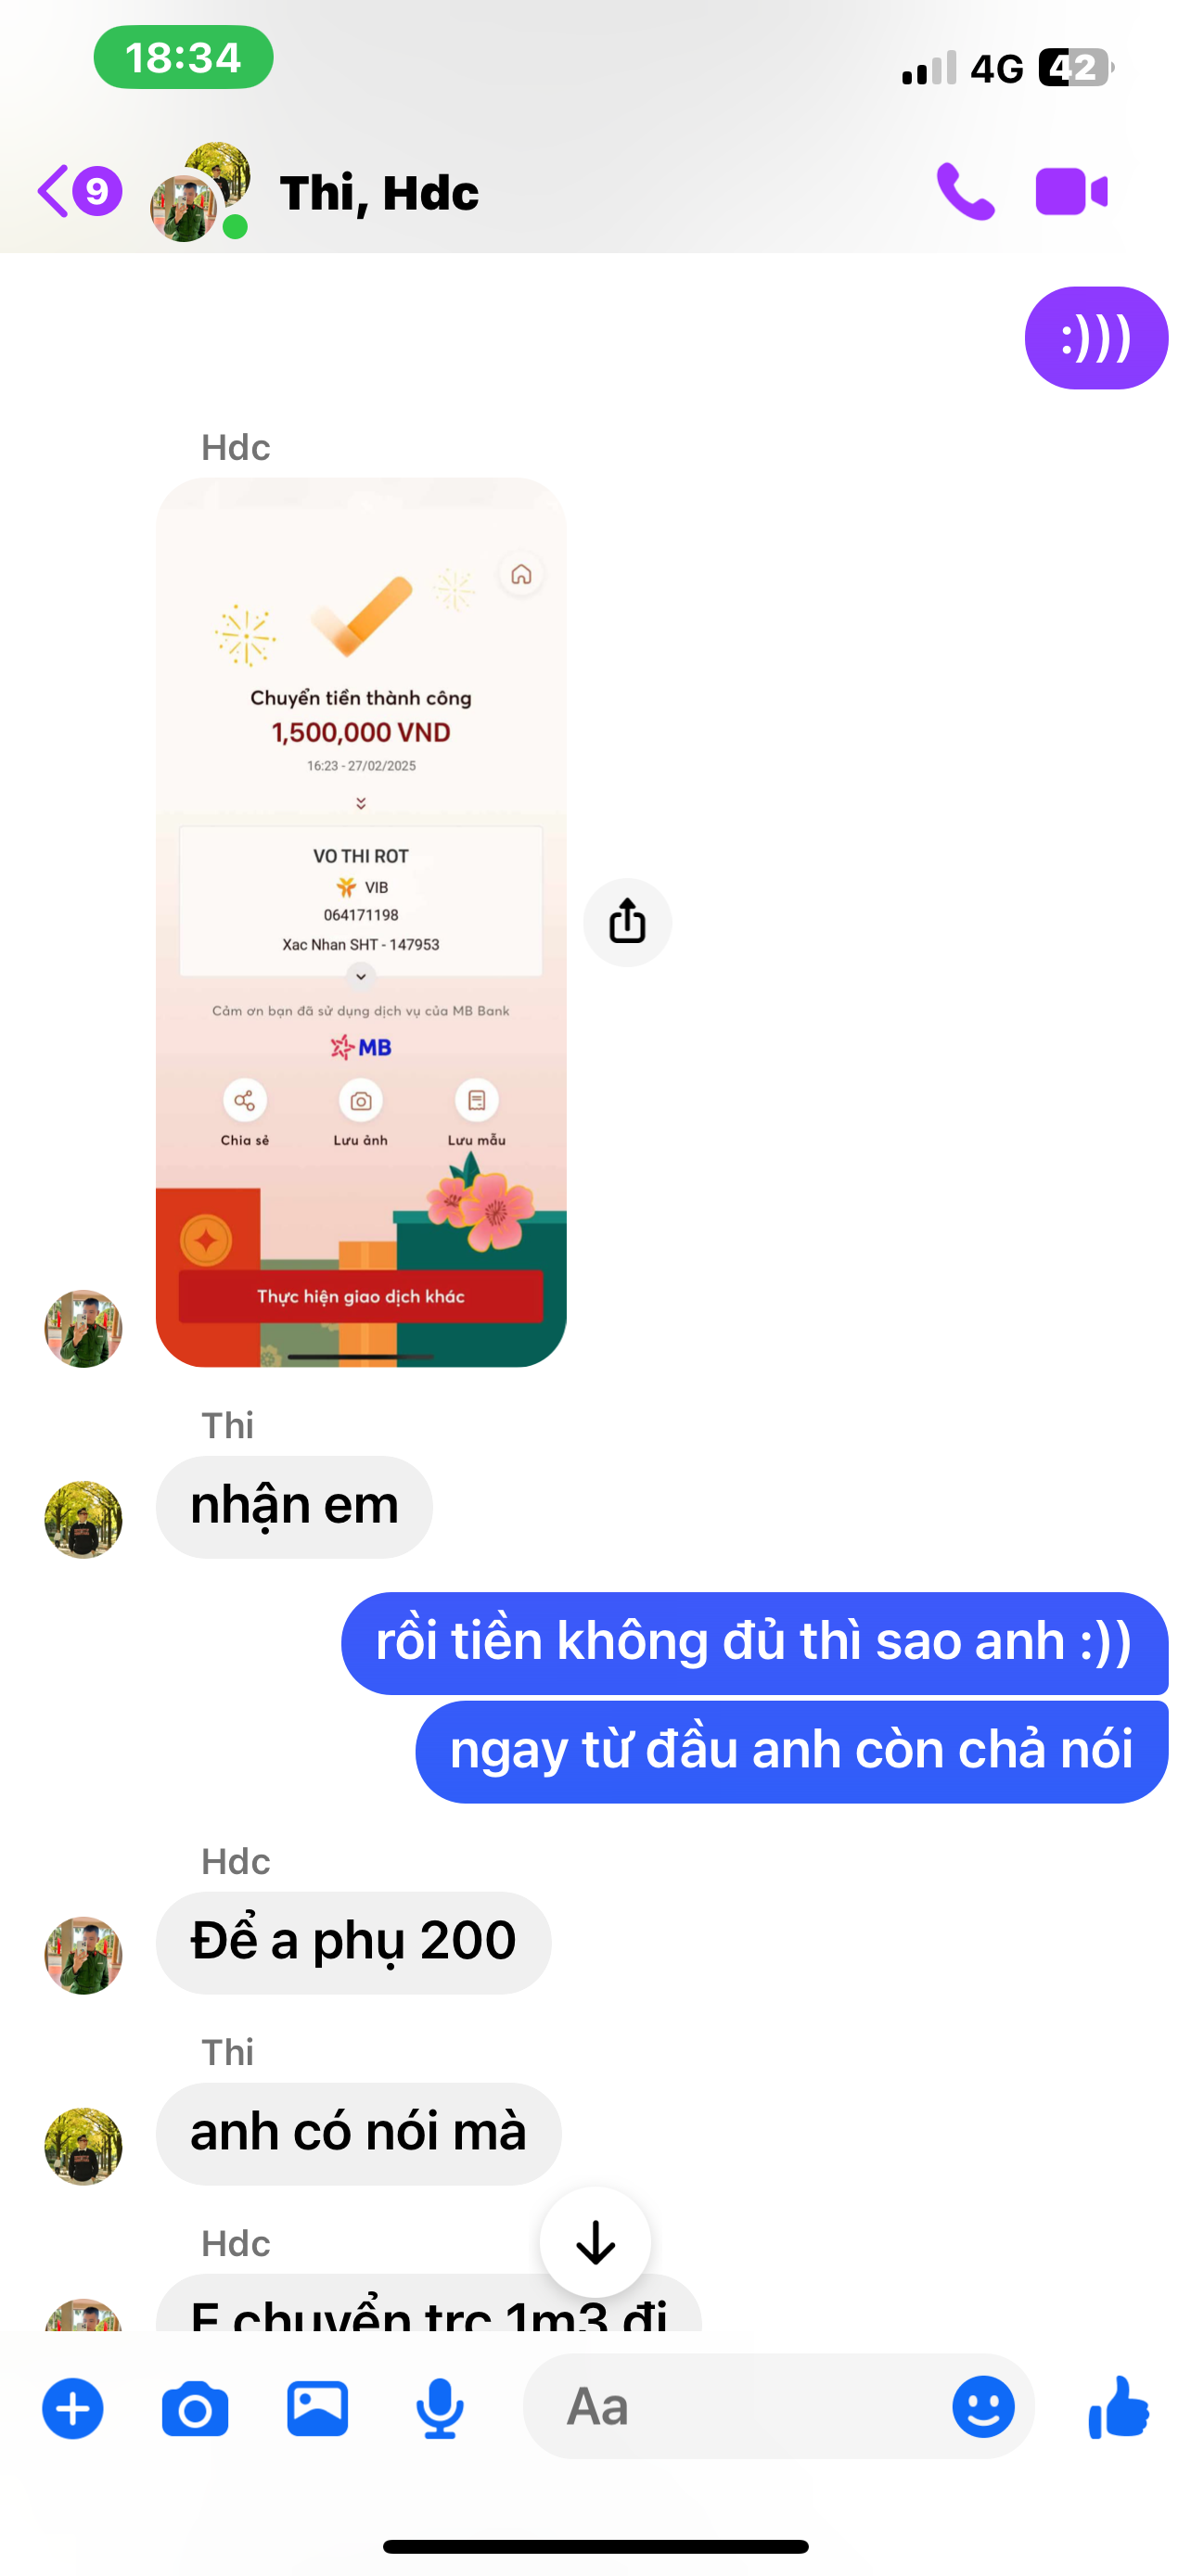 18:34
4G
42
9
Thi, Hdc
:)))
Hdc
Chuyển tiền thành công
1,500,000 VND
16:23 - 27/02/2025
VO THI ROT
VIB
064171198
Xac Nhan SHT - 147953
Cảm ơn bạn đã sử dụng dịch vụ của MB Bank
MB
Chia sẻ
Lưu ảnh
Lưu mẫu
Thực hiện giao dịch khác
Thi
nhận em
rồi tiền không đủ thì sao anh :))
ngay từ đầu anh còn chả nói
Hdc
Để a phụ 200
Thi
anh có nói mà
Hdc
E chuyển trc 1m3 đi
Aa